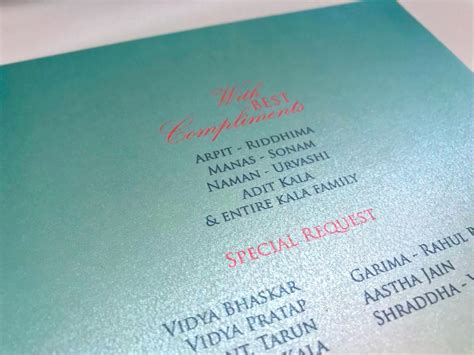 With
BEST
Compliments
ARPIT - RIDDHIMA
MANAS - SONAM
NAMAN - URVASHI
ADIT KALA
& ENTIRE KALA FAMILY
SPECIAL REQUEST
VIDYA BHASKAR
VIDYA PRATAP
NT. TARUN
GARIMA - RAHUL
AASTHA JAIN
SHRADDHA -